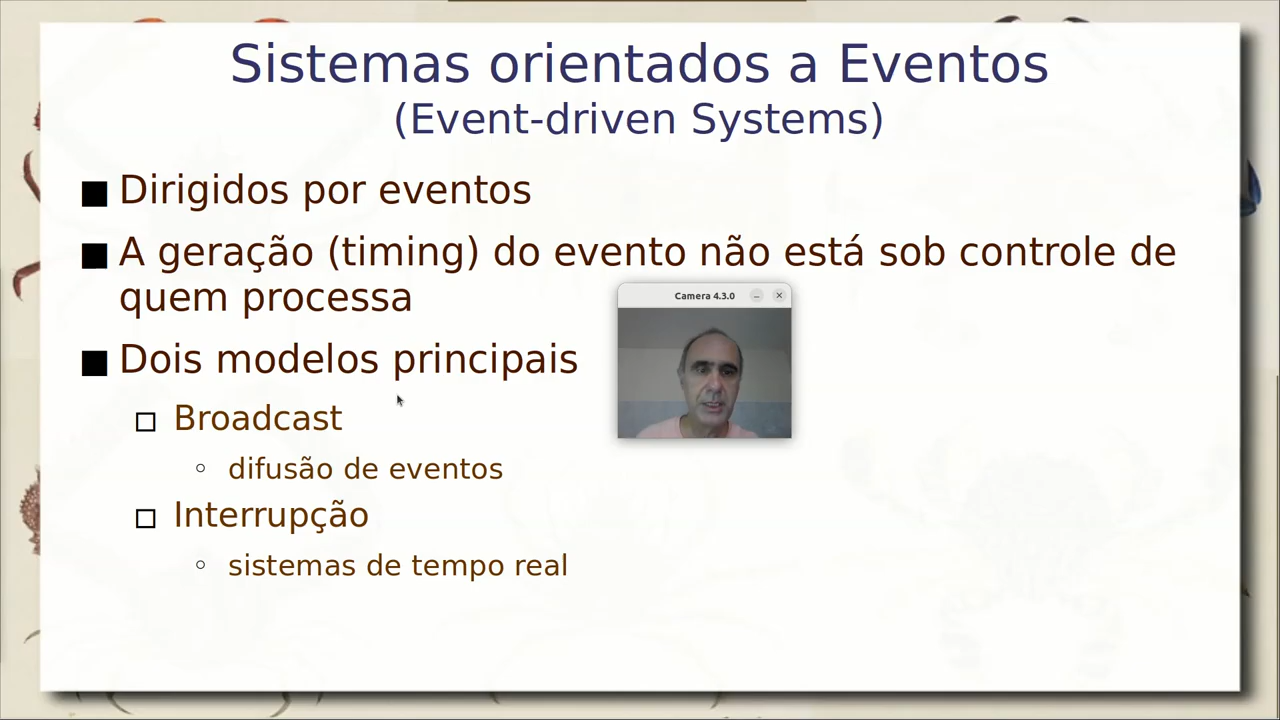 Sistemas orientados a Eventos
(Event-driven Systems)
Dirigidos por eventos
A geração (timing) do evento não está sob controle de
quem processa
Camera 4.3.0
Dois modelos principais
Broadcast
difusão de eventos
Interrupção
sistemas de tempo real